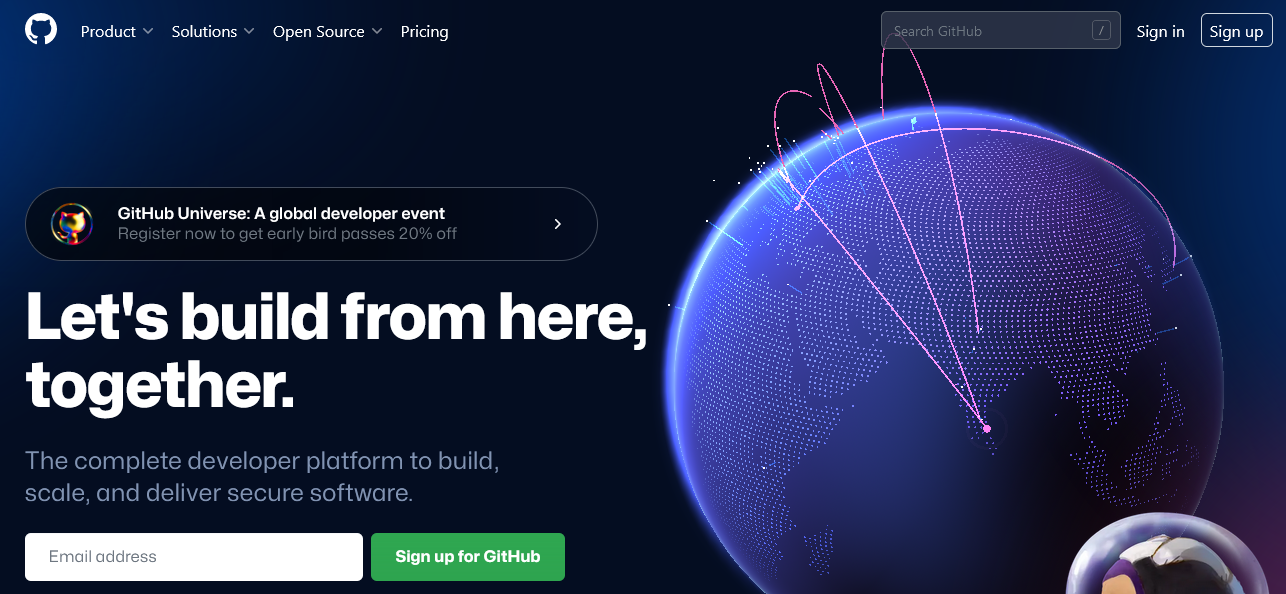 Product
Solutions
Open Source
Pricing
Search GitHub
/
Sign in
Sign up
GitHub Universe: A global developer event
Register now to get early bird passes 20% off
Let's build from here,
together.
The complete developer platform to build,
scale, and deliver secure software.
Email address
Sign up for GitHub